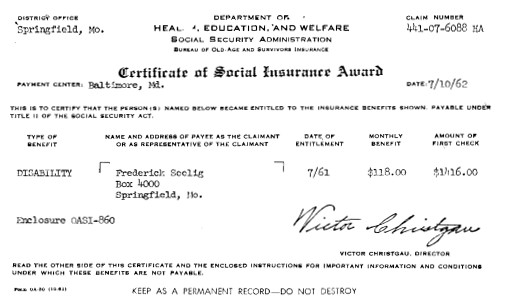 DISTRICT OFFICE
Springfield, Mo.
DEPARTMENT OF
HEAL , EDUCATION, AND WELFARE
SOCIAL SECURITY ADMINISTRATION
BUREAU OF OLD-AGE AND SURVIVORS INSURANCE
CLAIM NUMBER
441-07-6088 HA
Certificate of Social Insurance Award
PAYMENT CENTER: Baltimore, Md.
DATE: 7/10/62
THIS IS TO CERTIFY THAT THE PERSON(S) NAMED BELOW BECAME ENTITLED TO THE INSURANCE BENEFITS SHOWN, PAYABLE UNDER
TITLE II OF THE SOCIAL SECURITY ACT.
TYPE OF BENEFIT
NAME AND ADDRESS OF PAYEE AS THE CLAIMANT OR AS REPRESENTATIVE OF THE CLAIMANT
DATE OF ENTITLEMENT
MONTHLY BENEFIT
AMOUNT OF FIRST CHECK
DISABILITY
Frederick Seelig
Box 4000
Springfield, Mo.
7/61
$118.00
$1416.00
Enclosure OASI-860
Victor Christgau
VICTOR CHRISTGAU, DIRECTOR
READ THE OTHER SIDE OF THIS CERTIFICATE AND THE ENCLOSED INSTRUCTIONS FOR IMPORTANT INFORMATION AND CONDITIONS
UNDER WHICH THESE BENEFITS ARE NOT PAYABLE.
KEEP AS A PERMANENT RECORD—DO NOT DESTROY